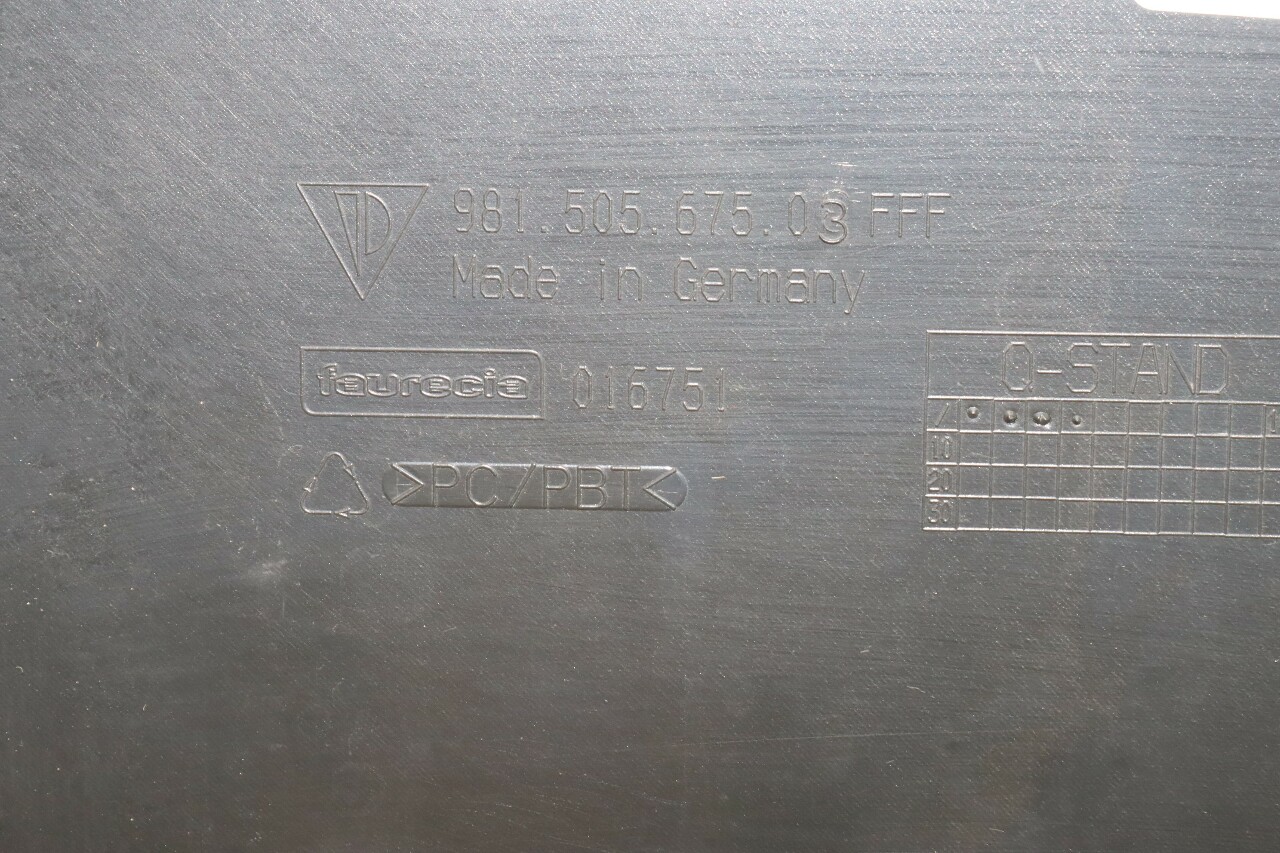 981.505.675.03 FFF
Made in Germany
faurecia 016751
>PC/PBT<
Q-STAND
/
10
20
30